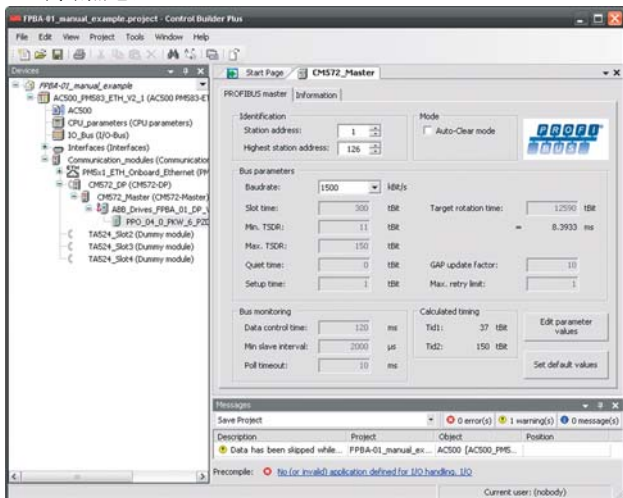 FPBA-01_manual_example.project - Control Builder Plus
File Edit View Project Tools Window Help
Devices
Start Page
CM572_Master
FPBA-01_manual_example
AC500_PM583_ETH_V2_1 (AC500 PM583-ET
AC500
CPU_parameters (CPU parameters)
IO_Bus (I/O-Bus)
Interfaces (Interfaces)
Communication_modules (Communication
PM5x1_ETH_Onboard_Ethernet (PM
CM572_DP (CM572-DP)
CM572_Master (CM572-Master)
ABB_Drives_FPBA_01_DP_V
PPO_04_0_PKW_6_PZD
TA524_Slot2 (Dummy module)
TA524_Slot3 (Dummy module)
TA524_Slot4 (Dummy module)
PROFIBUS master
Information
Identification
Station address: 1
Highest station address: 126
Mode
Auto-Clear mode
PROFI
BUS
Bus parameters
Baudrate: 1500 kBit/s
Slot time: 300 tBit
Target rotation time: 12590 tBit
Min. TSDR: 11 tBit
= 8.3933 ms
Max. TSDR: 150 tBit
Quiet time: 0 tBit
GAP update factor: 10
Setup time: 1 tBit
Max. retry limit: 1
Bus monitoring
Data control time: 120 ms
Min slave interval: 2000 µs
Poll timeout: 10 ms
Calculated timing
Tid1: 37 tBit
Tid2: 150 tBit
Edit parameter values
Set default values
Messages
Save Project
0 error(s) 1 warning(s) 0 message(s)
Description Project Object Position
Data has been skipped while... FPBA-01_manual_ex... AC500 [AC500_PM5...
Precompile: No (or invalid) application defined for I/O handling. I/O
Current user: (nobody)